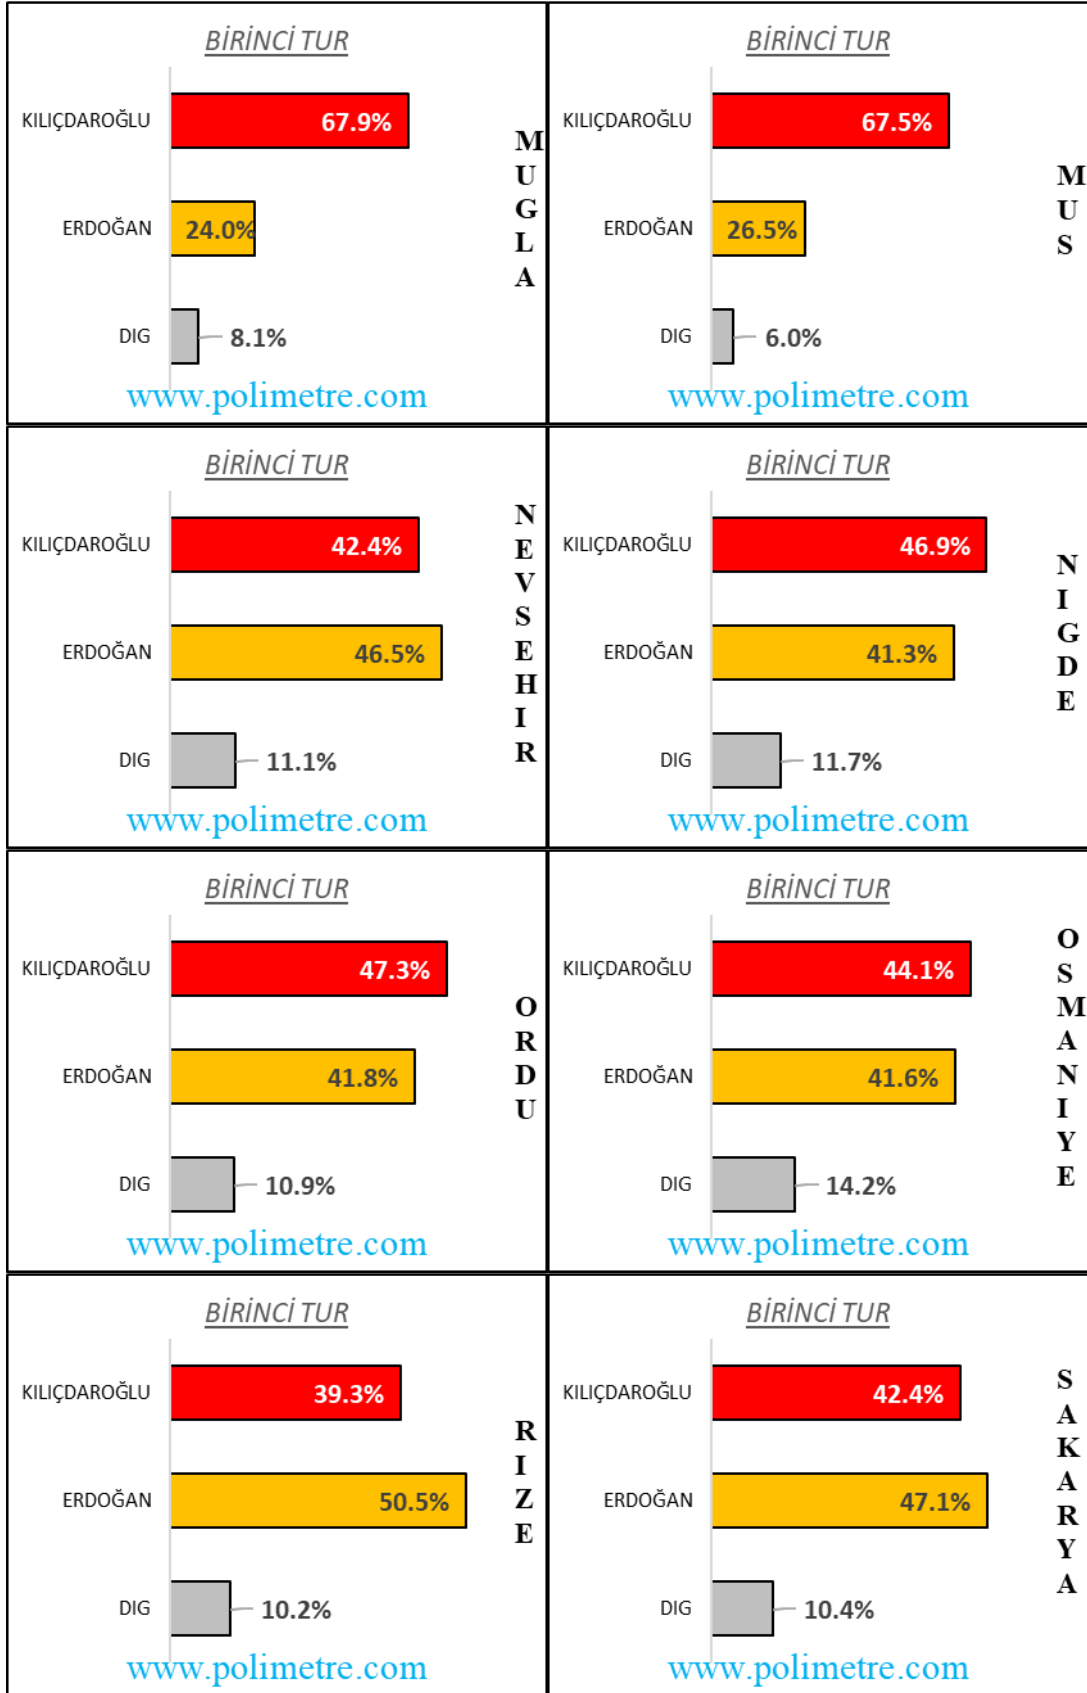 BİRİNCİ TUR
KILIÇDAROĞLU 67.9%
ERDOĞAN 24.0%
DIG 8.1%
MUGLA
www.polimetre.com
BİRİNCİ TUR
KILIÇDAROĞLU 67.5%
ERDOĞAN 26.5%
DIG 6.0%
MUS
www.polimetre.com
BİRİNCİ TUR
KILIÇDAROĞLU 42.4%
ERDOĞAN 46.5%
DIG 11.1%
NEVSEHIR
www.polimetre.com
BİRİNCİ TUR
KILIÇDAROĞLU 46.9%
ERDOĞAN 41.3%
DIG 11.7%
NIGDE
www.polimetre.com
BİRİNCİ TUR
KILIÇDAROĞLU 47.3%
ERDOĞAN 41.8%
DIG 10.9%
ORDU
www.polimetre.com
BİRİNCİ TUR
KILIÇDAROĞLU 44.1%
ERDOĞAN 41.6%
DIG 14.2%
OSMANIYE
www.polimetre.com
BİRİNCİ TUR
KILIÇDAROĞLU 39.3%
ERDOĞAN 50.5%
DIG 10.2%
RIZE
www.polimetre.com
BİRİNCİ TUR
KILIÇDAROĞLU 42.4%
ERDOĞAN 47.1%
DIG 10.4%
SAKARYA
www.polimetre.com